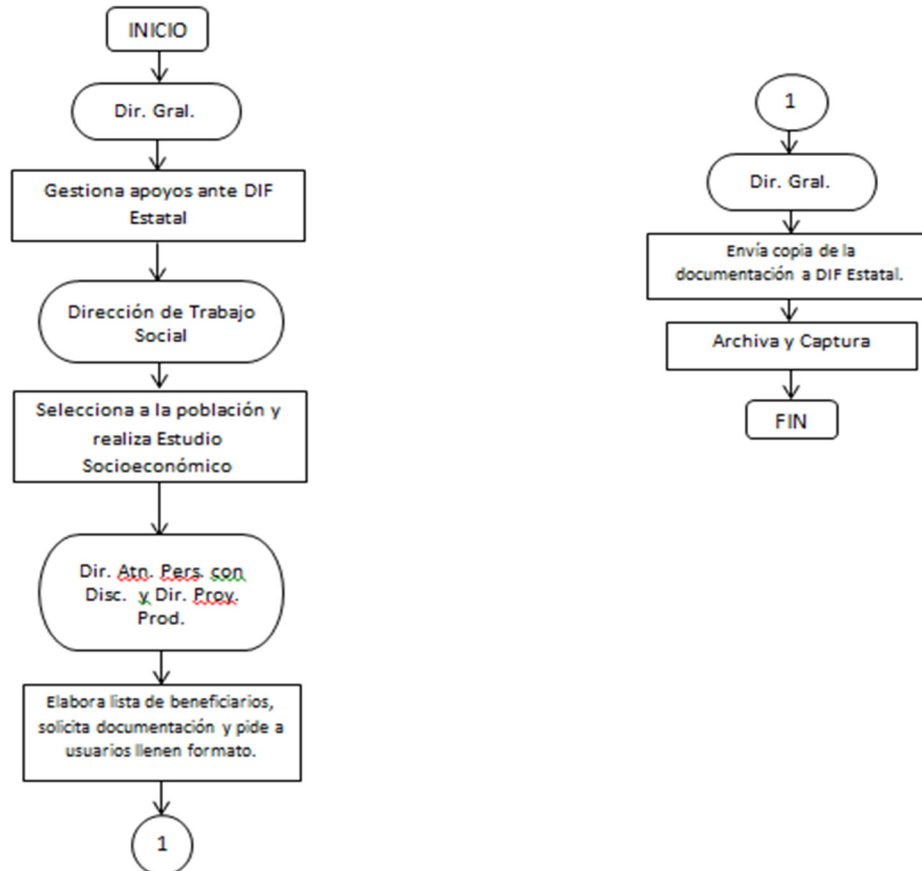 INICIO
Dir. Gral.
Gestiona apoyos ante DIF
Estatal
Dirección de Trabajo
Social
Selecciona a la población y
realiza Estudio
Socioeconómico
Dir. Atn. Pers. con
Disc. y Dir. Proy.
Prod.
Elabora lista de beneficiarios,
solicita documentación y pide a
usuarios llenen formato.
1
1
Dir. Gral.
Envía copia de la
documentación a DIF Estatal.
Archiva y Captura
FIN